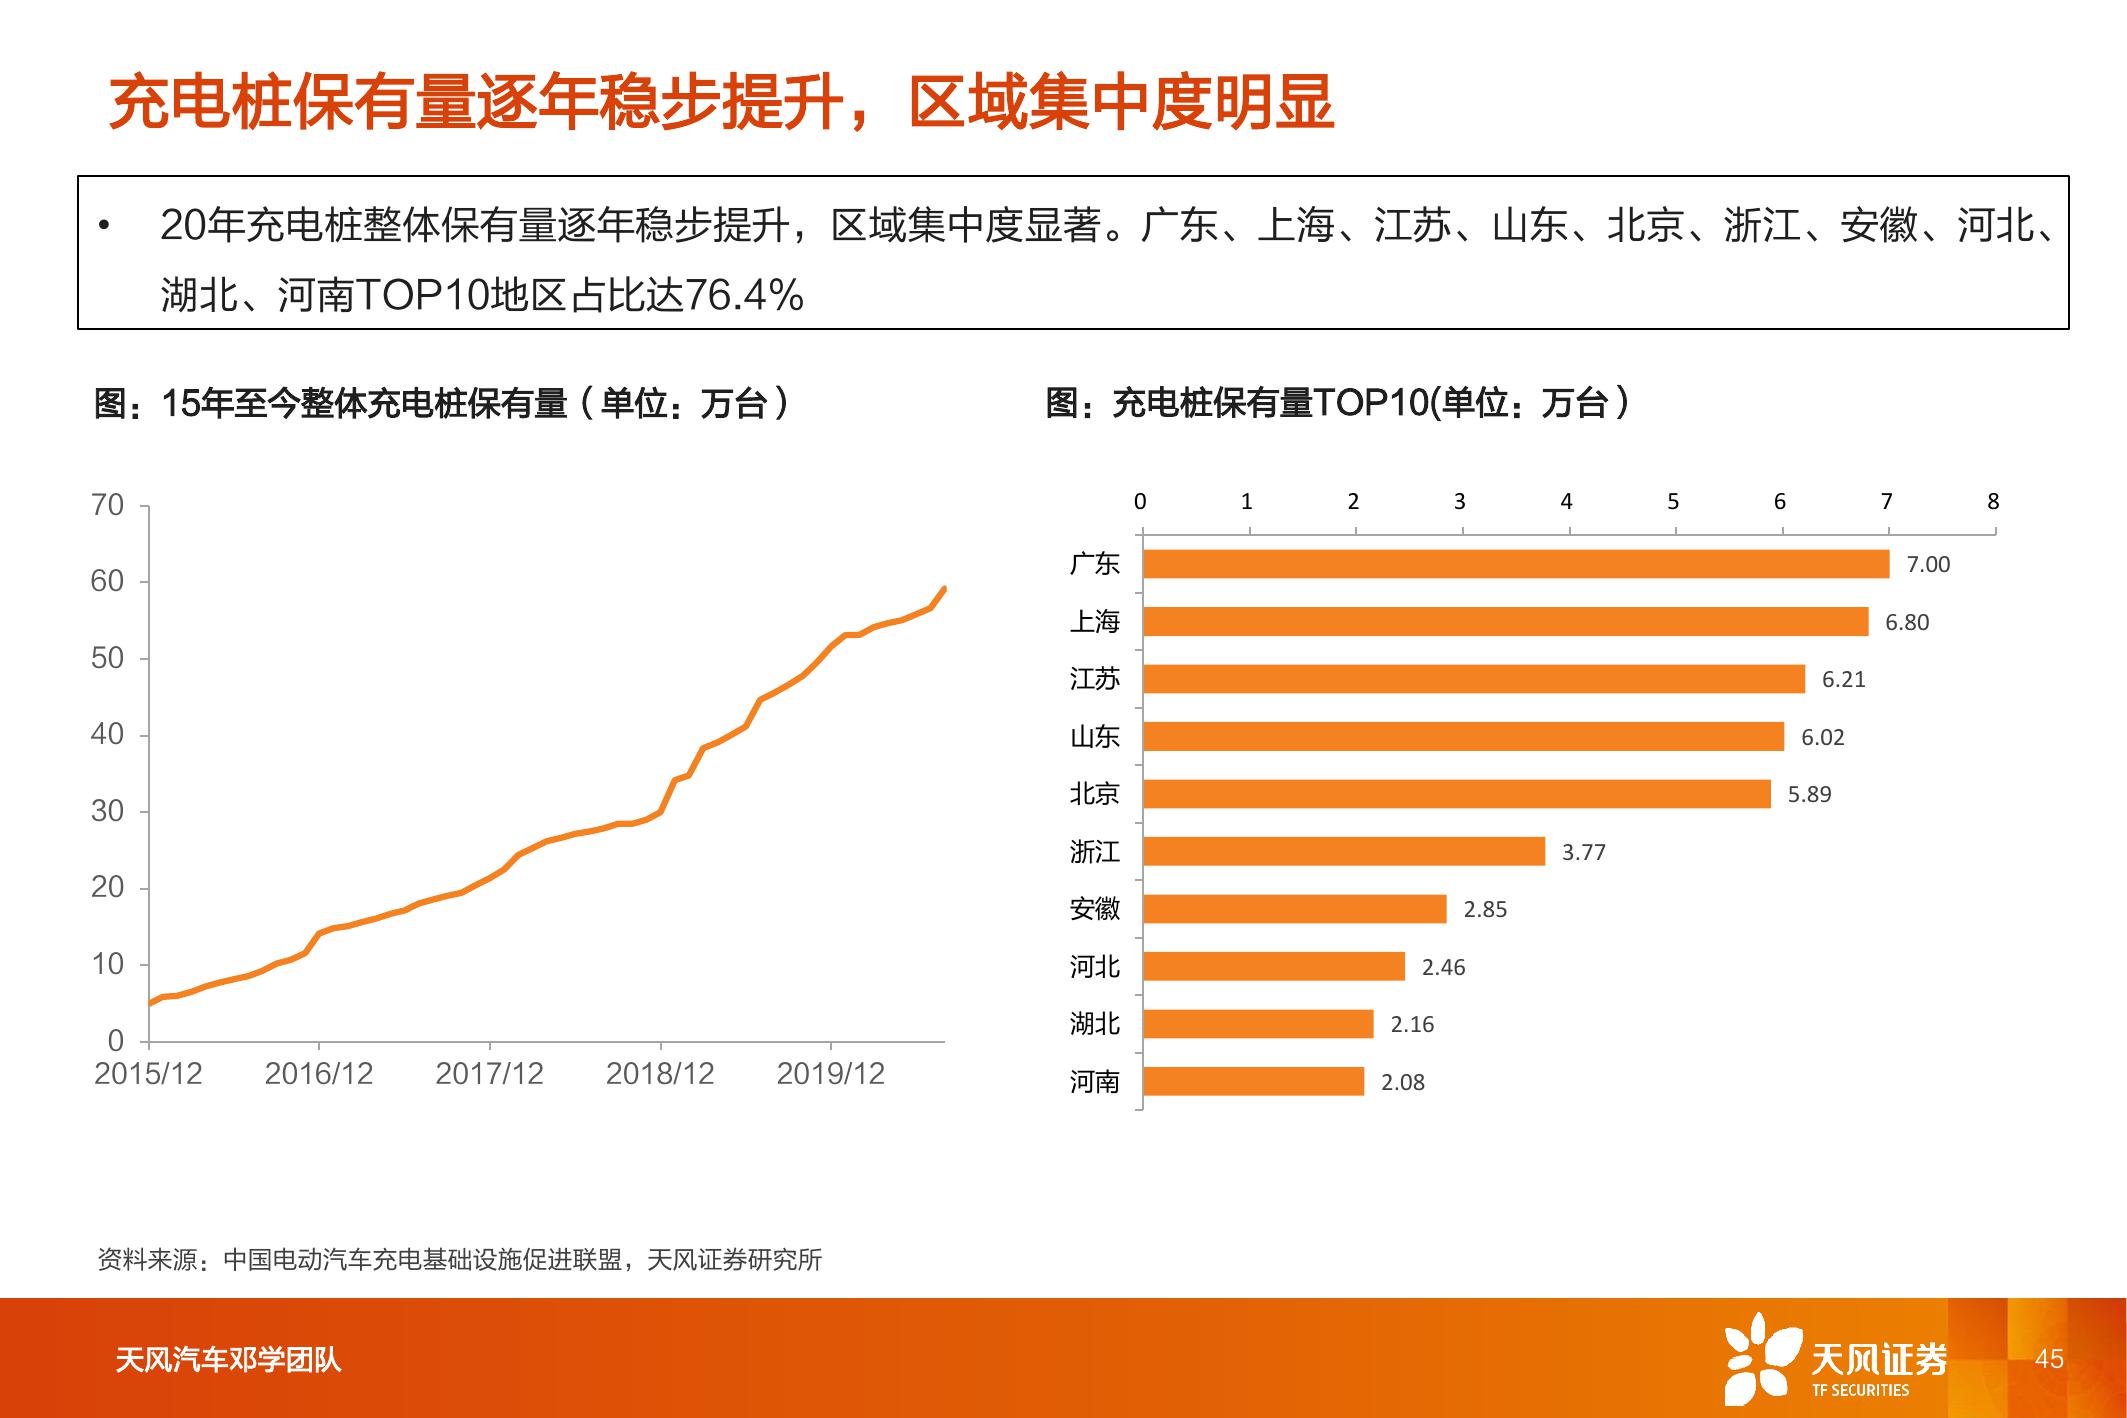 充电桩保有量逐年稳步提升，区域集中度明显
• 20年充电桩整体保有量逐年稳步提升，区域集中度显著。广东、上海、江苏、山东、北京、浙江、安徽、河北、
湖北、河南TOP10地区占比达76.4%
图：15年至今整体充电桩保有量（单位：万台）
70
60
50
40
30
20
10
0
2015/12 2016/12 2017/12 2018/12 2019/12
图：充电桩保有量TOP10(单位：万台）
0 1 2 3 4 5 6 7 8
广东 7.00
上海 6.80
江苏 6.21
山东 6.02
北京 5.89
浙江 3.77
安徽 2.85
河北 2.46
湖北 2.16
河南 2.08
资料来源：中国电动汽车充电基础设施促进联盟，天风证券研究所
天风汽车邓学团队
天风证券
TF SECURITIES
45